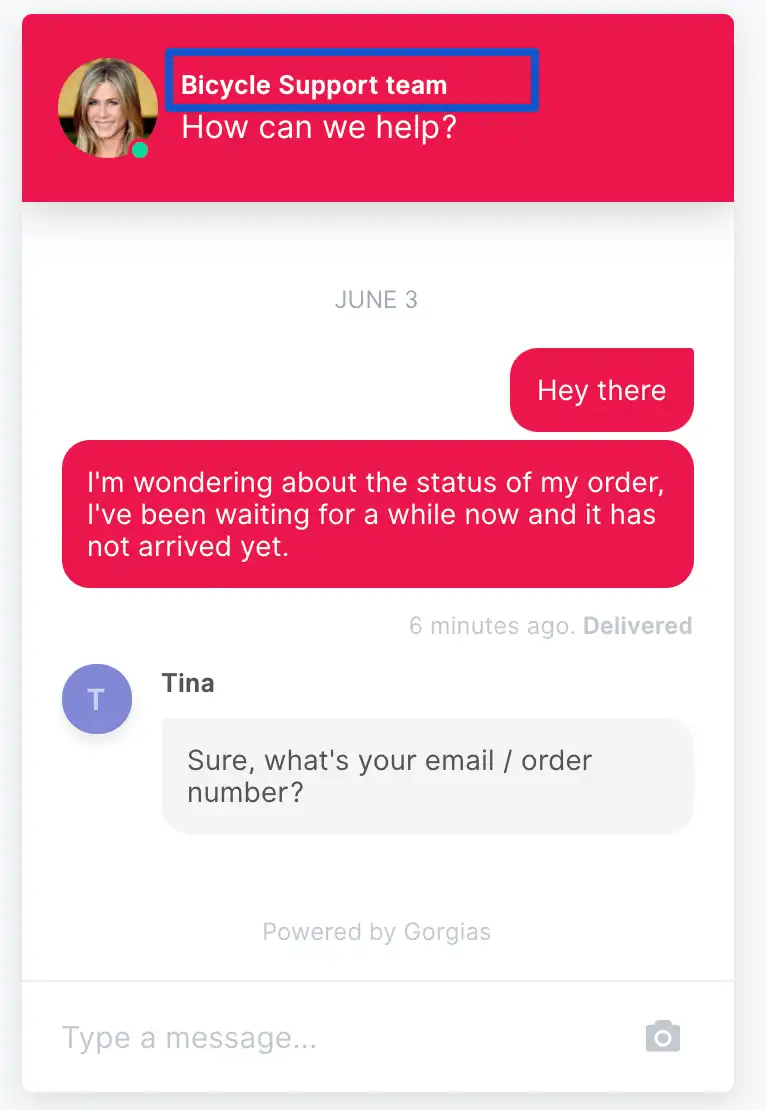 Bicycle Support team
How can we help?
JUNE 3
Hey there
I'm wondering about the status of my order,
I've been waiting for a while now and it has
not arrived yet.
6 minutes ago. Delivered
T
Tina
Sure, what's your email / order
number?
Powered by Gorgias
Type a message...